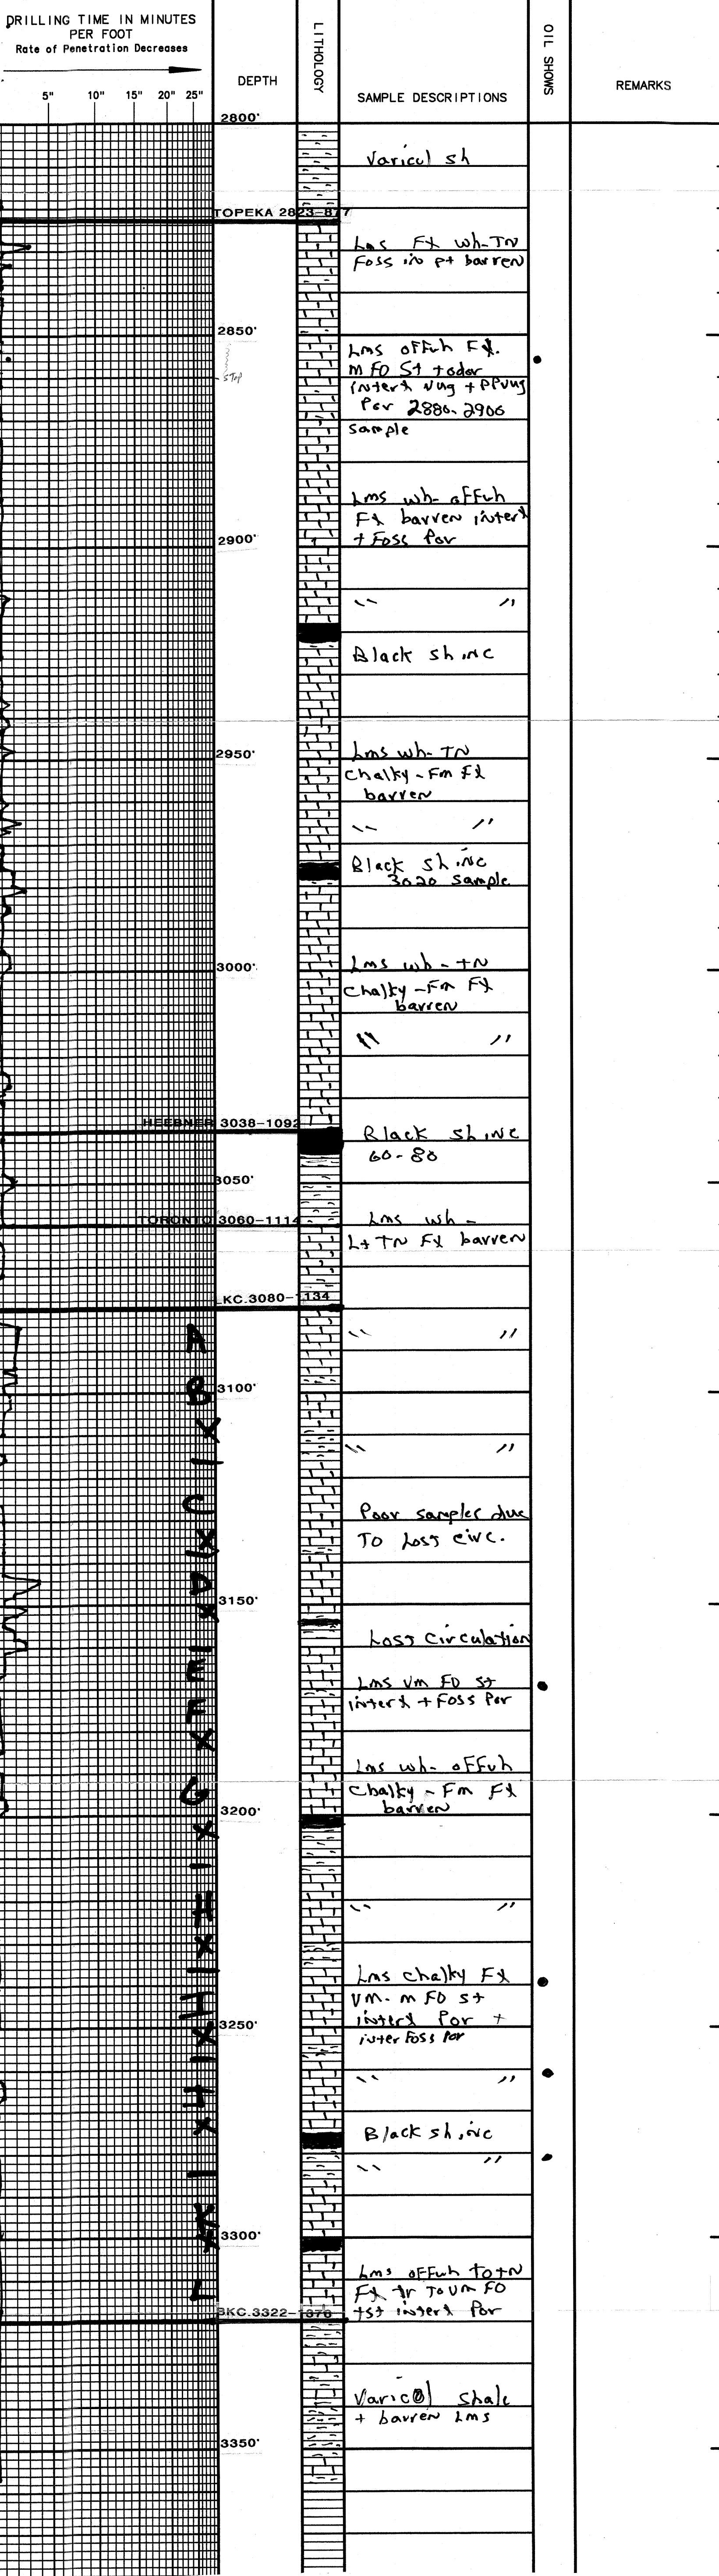 DRILLING TIME IN MINUTES
PER FOOT
Rate of Penetration Decreases
5" 10" 15" 20" 25"
DEPTH
LITHOLOGY
SAMPLE DESCRIPTIONS
OIL SHOWS
REMARKS
2800'
Varicol sh
TOPEKA 2823-877
Lms Fx wh-TN
Foss in pt barren
2850'
Lms offwh Fx.
m FO St + odor
STOP
interx vug + PPvug
Por 2880-2900
sample
Lms wh- offwh
Fx barren interx
+ Foss Por
2900'
" "
Black sh inc
2950'
Lms wh- TN
Chalky - Fm Fx
barren
" "
Black sh inc
3020 sample
3000'
Lms wh - TN
Chalky - Fm Fx
barren
" "
HEEBNER 3038-1092
Black sh inc
60-80
3050'
TORONTO 3060-1114
Lms wh -
Lt TN Fx barren
LKC.3080-1134
A
" "
B
3100'
X
" "
C
Poor samples due
To Lost circ.
X
D
3150'
X
Lost circulation
E
Lms vm FO st
interx + Foss Por
F
X
Lms wh- offwh
G
Chalky - Fm Fx
barren
3200'
X
H
" "
X
Lms chalky Fx
I
vm- m FO st
interx Por +
3250'
X
inter Foss Por
" "
X
Black sh inc
" "
K
3300'
X
Lms offwh to tn
Fx tr To vm FO
L
+st interx Por
BKC.3322-1376
Varicol shale
+ barren Lms
3350'